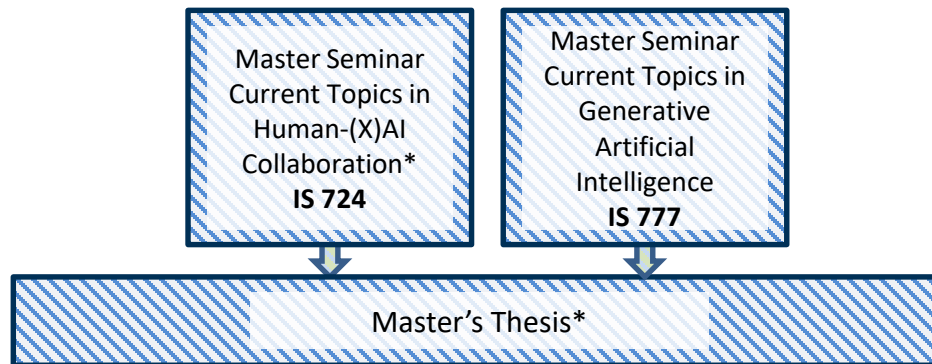 Master Seminar
Current Topics in
Human-(X)AI
Collaboration*
IS 724
Master Seminar
Current Topics in
Generative
Artificial
Intelligence
IS 777
Master’s Thesis*